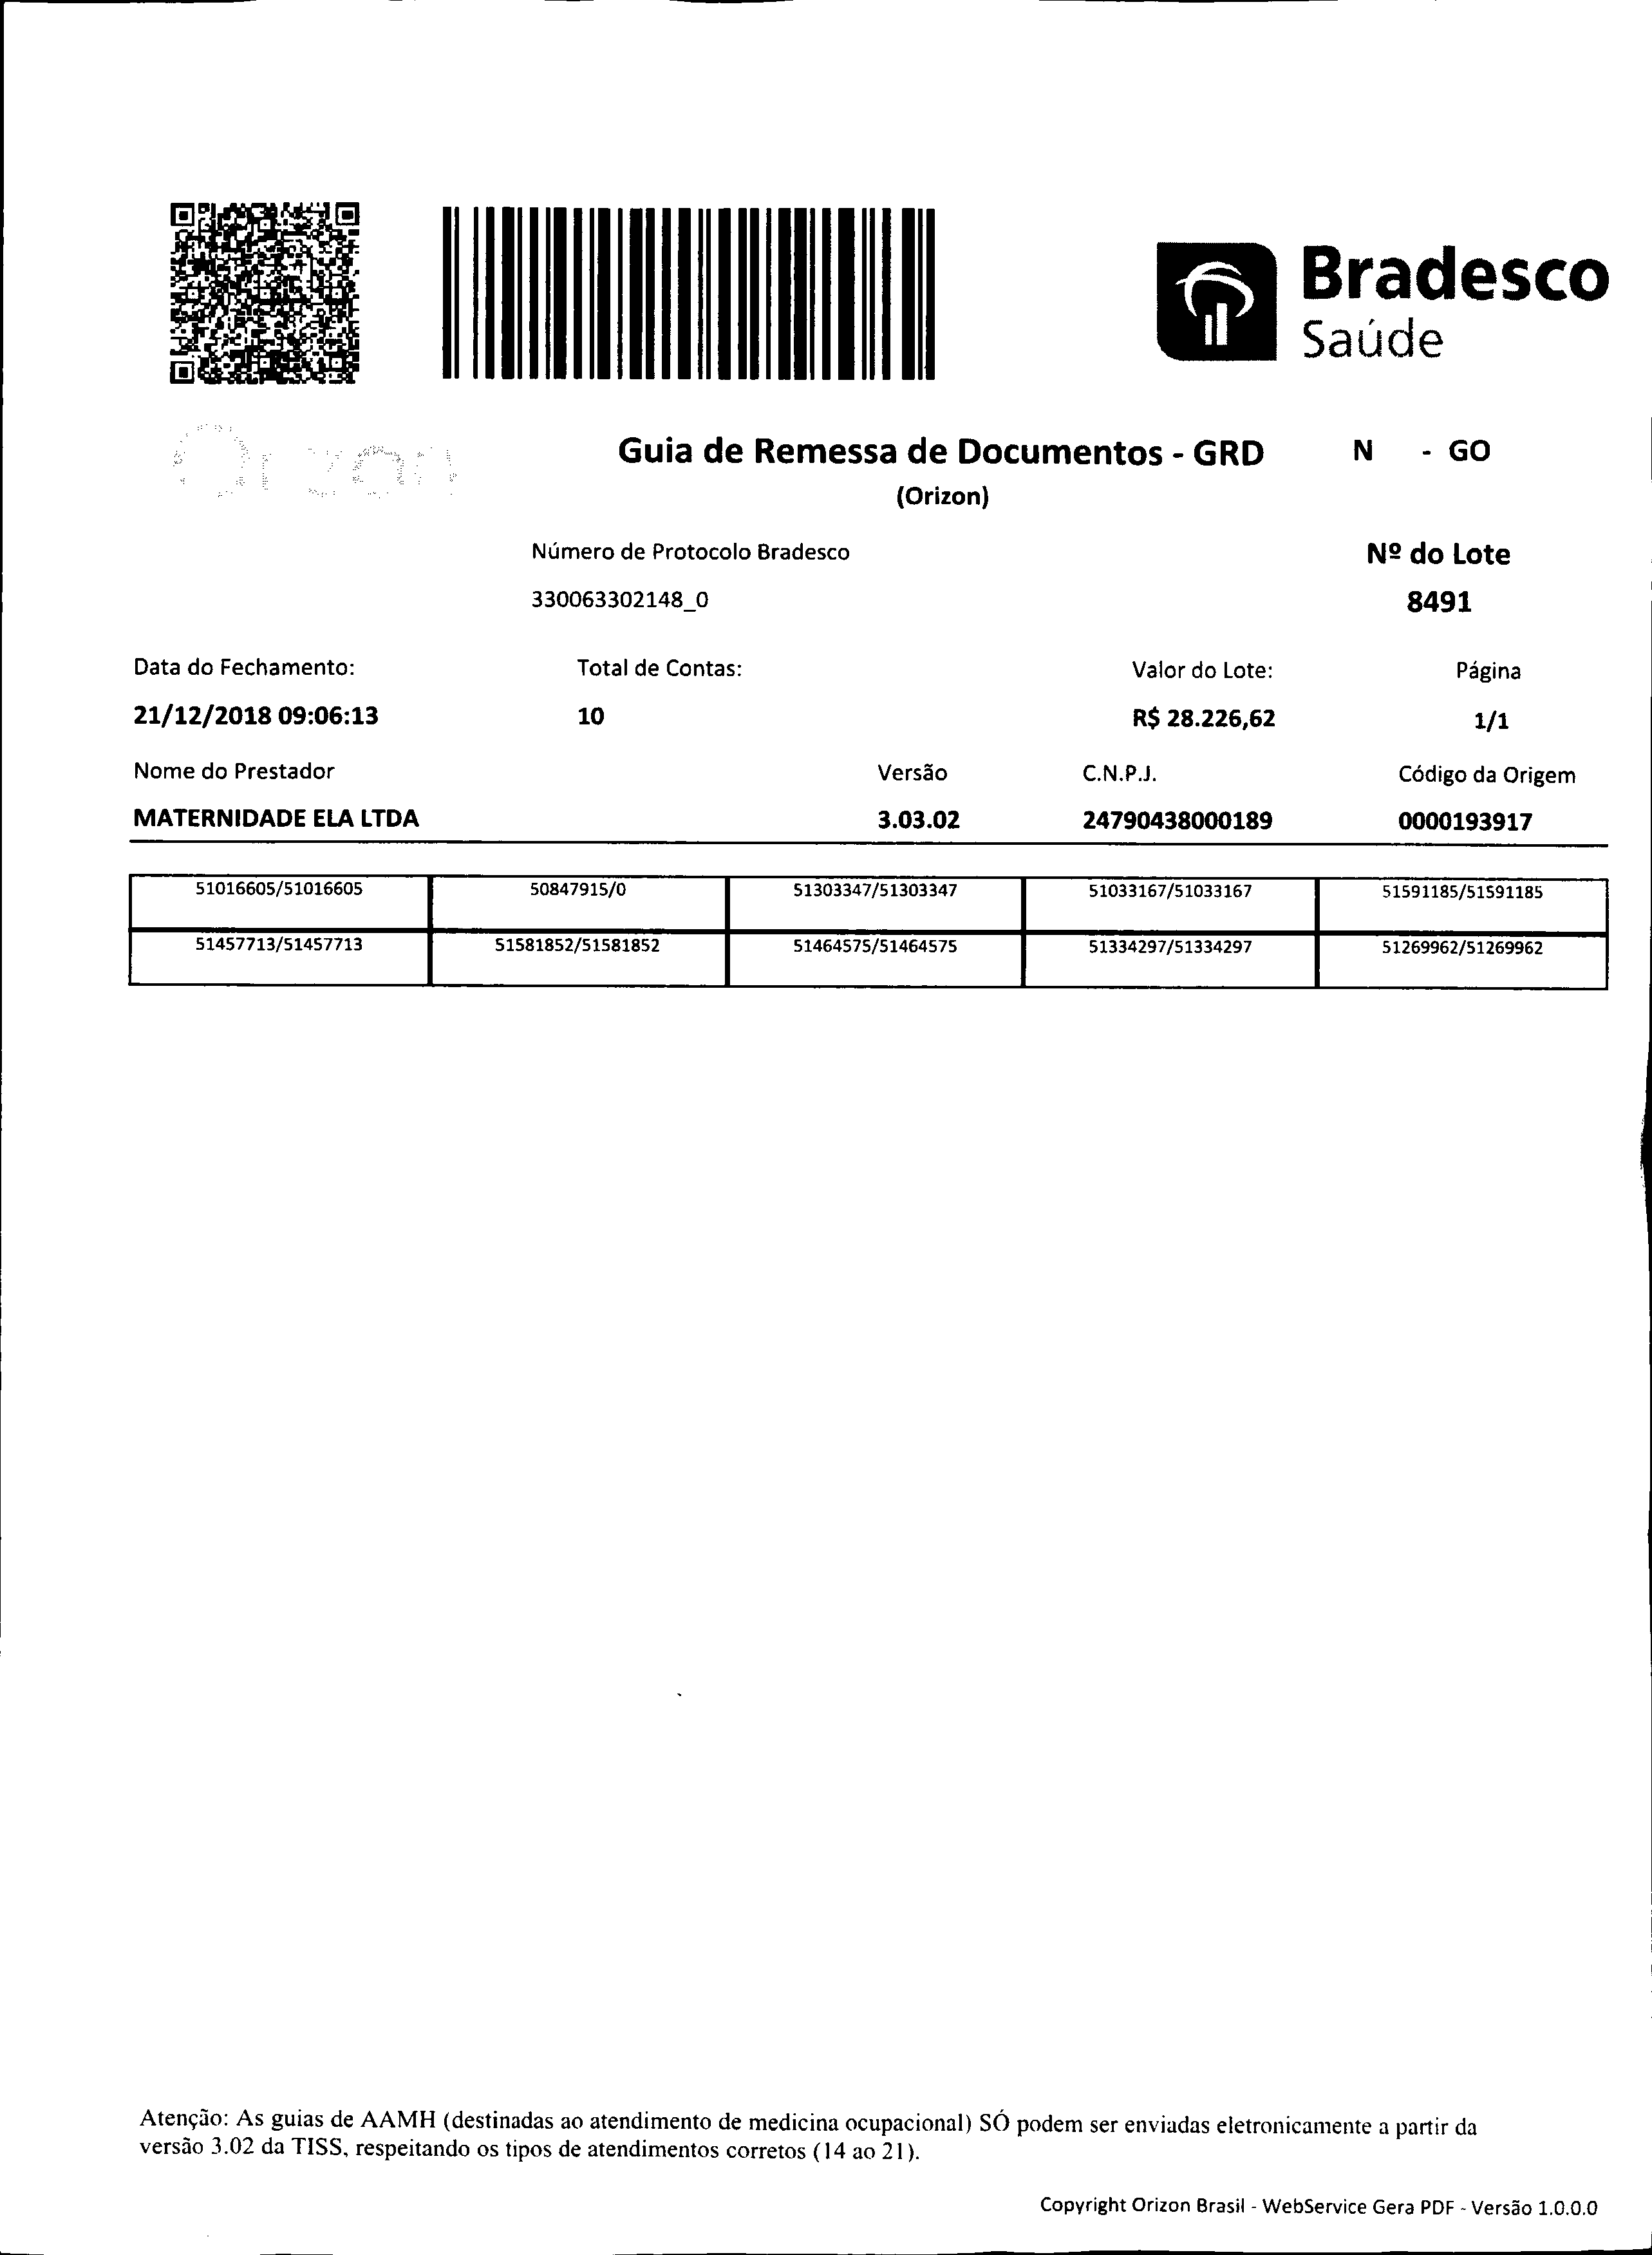 Bradesco
Saúde
Orizon
Guia de Remessa de Documentos - GRD N - GO
(Orizon)
Número de Protocolo Bradesco Nº do Lote
330063302148_0 8491
Data do Fechamento: Total de Contas: Valor do Lote: Página
21/12/2018 09:06:13 10 R$ 28.226,62 1/1
Nome do Prestador Versão C.N.P.J. Código da Origem
MATERNIDADE ELA LTDA 3.03.02 24790438000189 0000193917
51016605/51016605 50847915/0 51303347/51303347 51033167/51033167 51591185/51591185
51457713/51457713 51581852/51581852 51464575/51464575 51334297/51334297 51269962/51269962
Atenção: As guias de AAMH (destinadas ao atendimento de medicina ocupacional) SÓ podem ser enviadas eletronicamente a partir da
versão 3.02 da TISS, respeitando os tipos de atendimentos corretos (14 ao 21).
Copyright Orizon Brasil - WebService Gera PDF - Versão 1.0.0.0